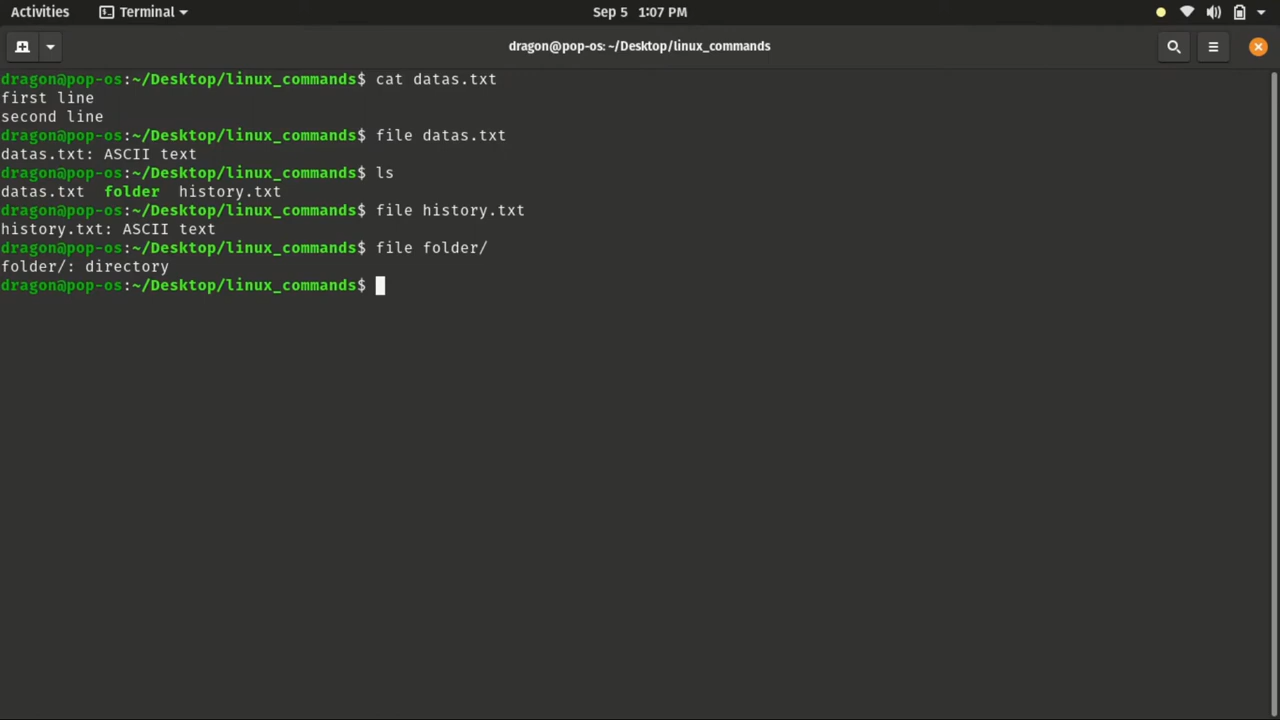 Activities Terminal Sep 5 1:07 PM
dragon@pop-os: ~/Desktop/linux_commands
dragon@pop-os:~/Desktop/linux_commands$ cat datas.txt
first line
second line
dragon@pop-os:~/Desktop/linux_commands$ file datas.txt
datas.txt: ASCII text
dragon@pop-os:~/Desktop/linux_commands$ ls
datas.txt  folder  history.txt
dragon@pop-os:~/Desktop/linux_commands$ file history.txt
history.txt: ASCII text
dragon@pop-os:~/Desktop/linux_commands$ file folder/
folder/: directory
dragon@pop-os:~/Desktop/linux_commands$